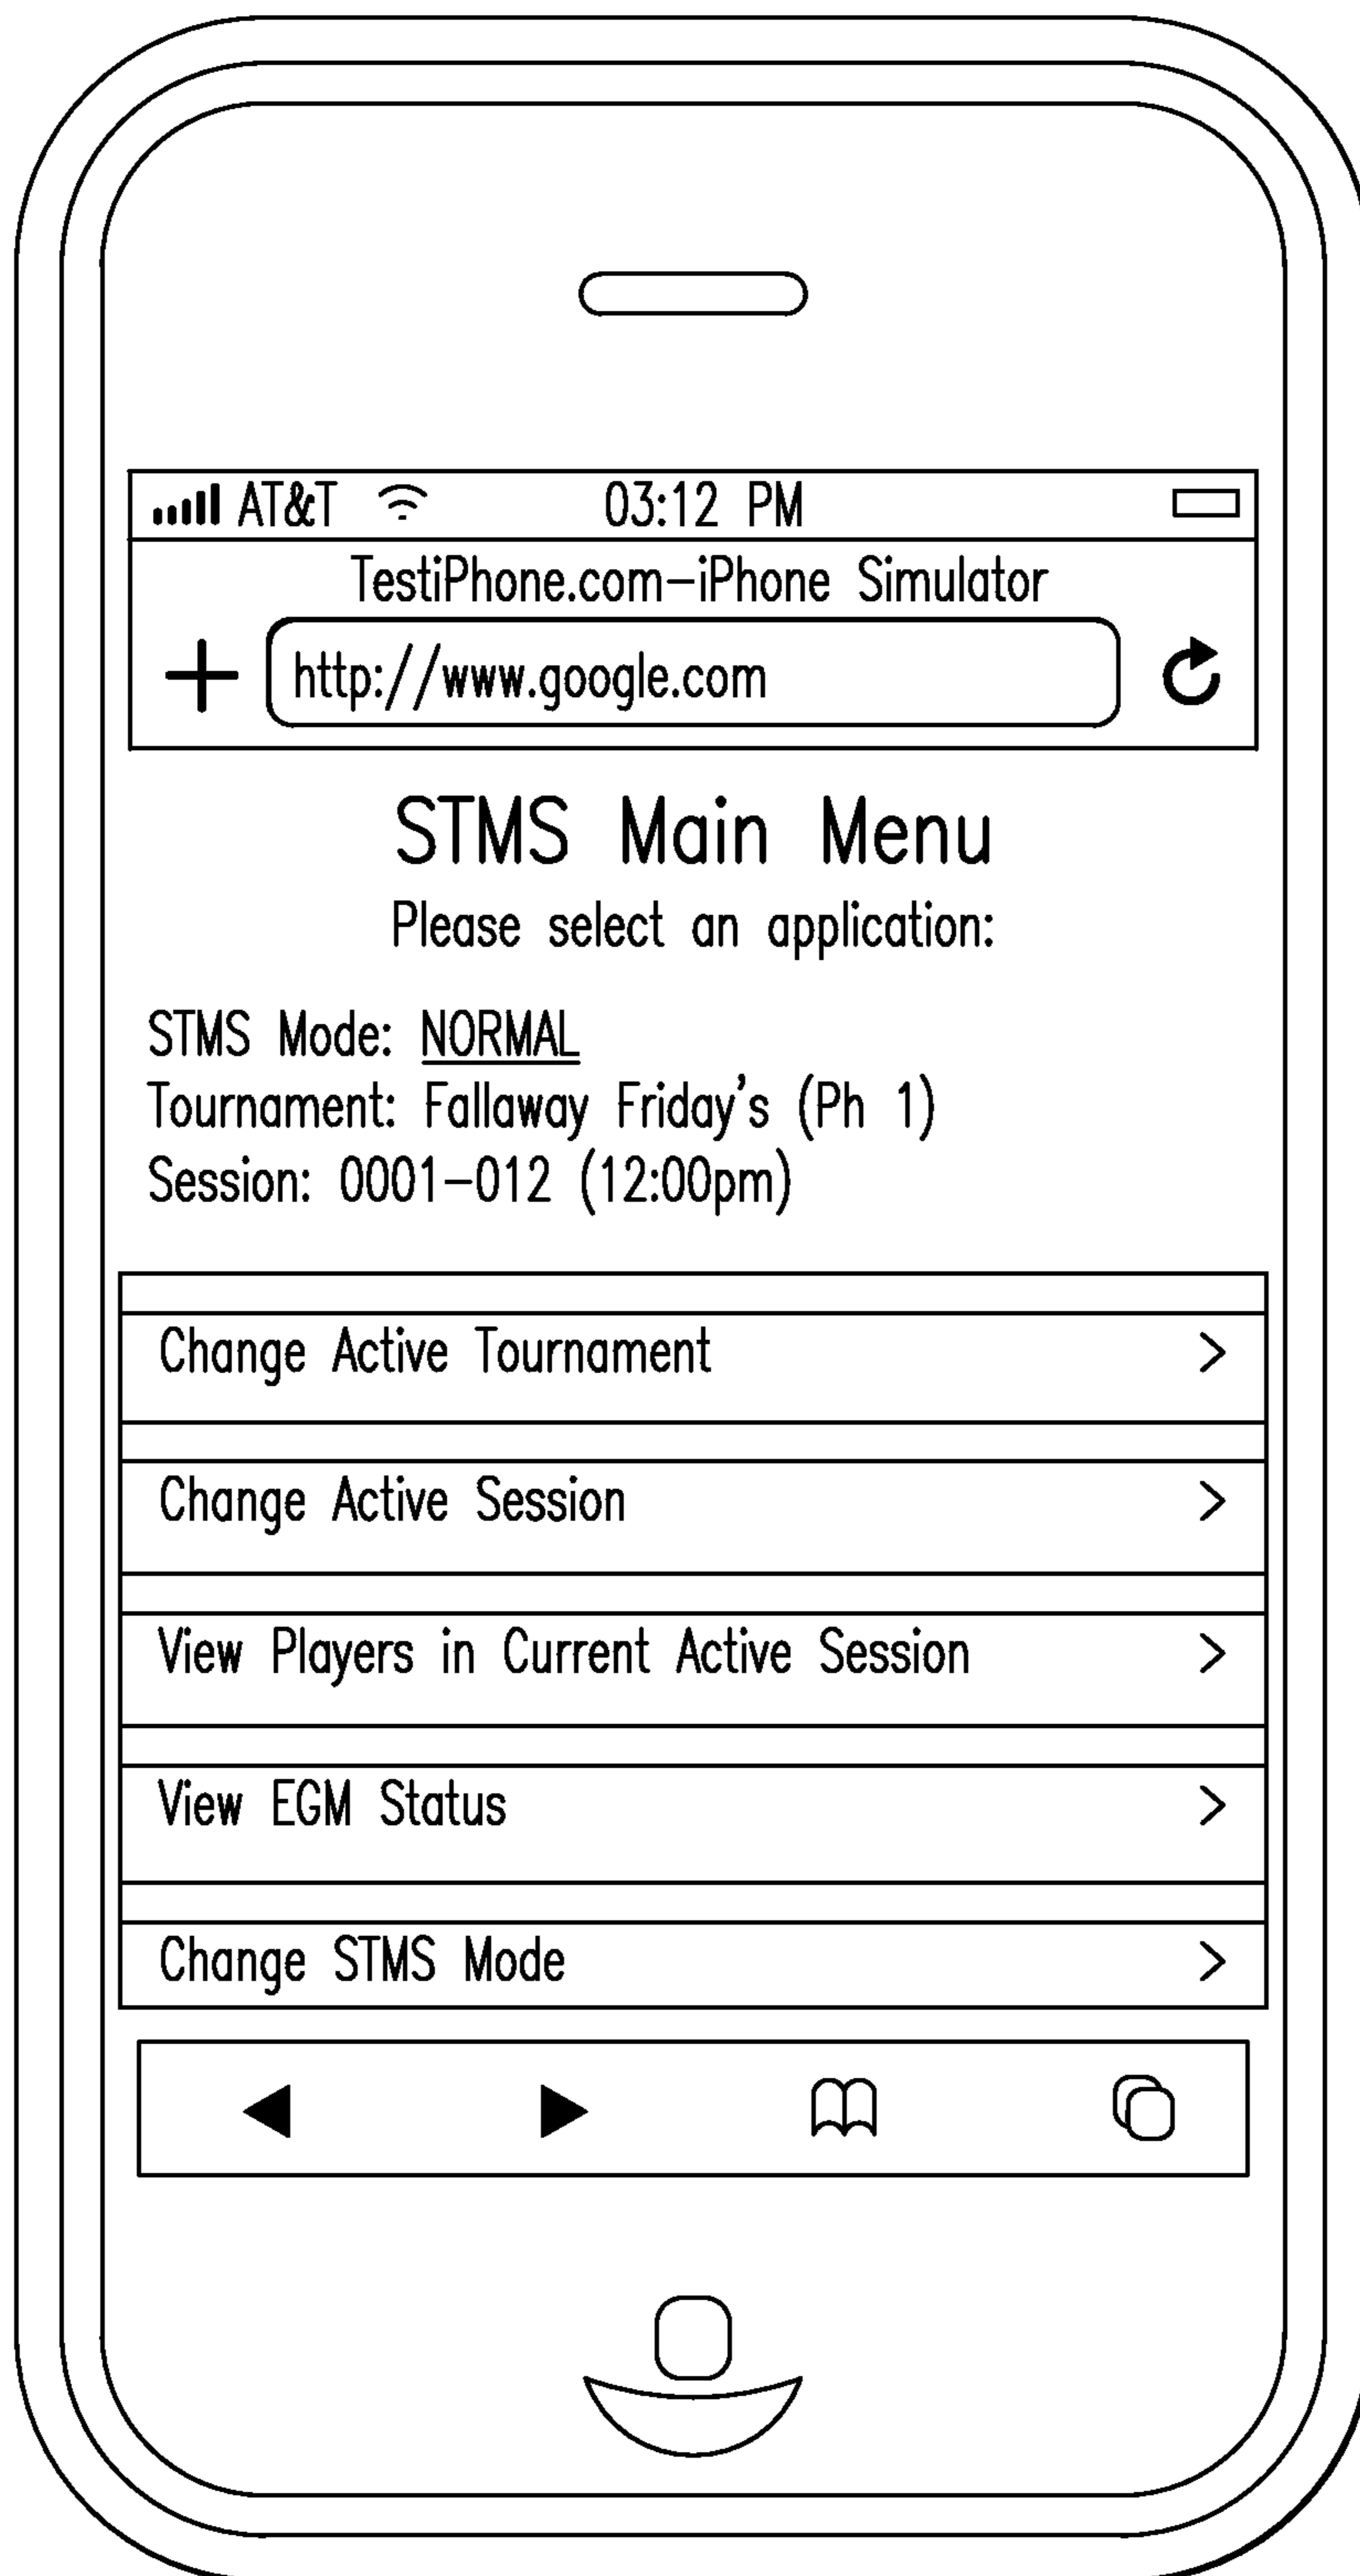 AT&T 03:12 PM
TestiPhone.com-iPhone Simulator
http://www.google.com
STMS Main Menu
Please select an application:
STMS Mode: NORMAL
Tournament: Fallaway Friday's (Ph 1)
Session: 0001-012 (12:00pm)
Change Active Tournament >
Change Active Session >
View Players in Current Active Session >
View EGM Status >
Change STMS Mode >